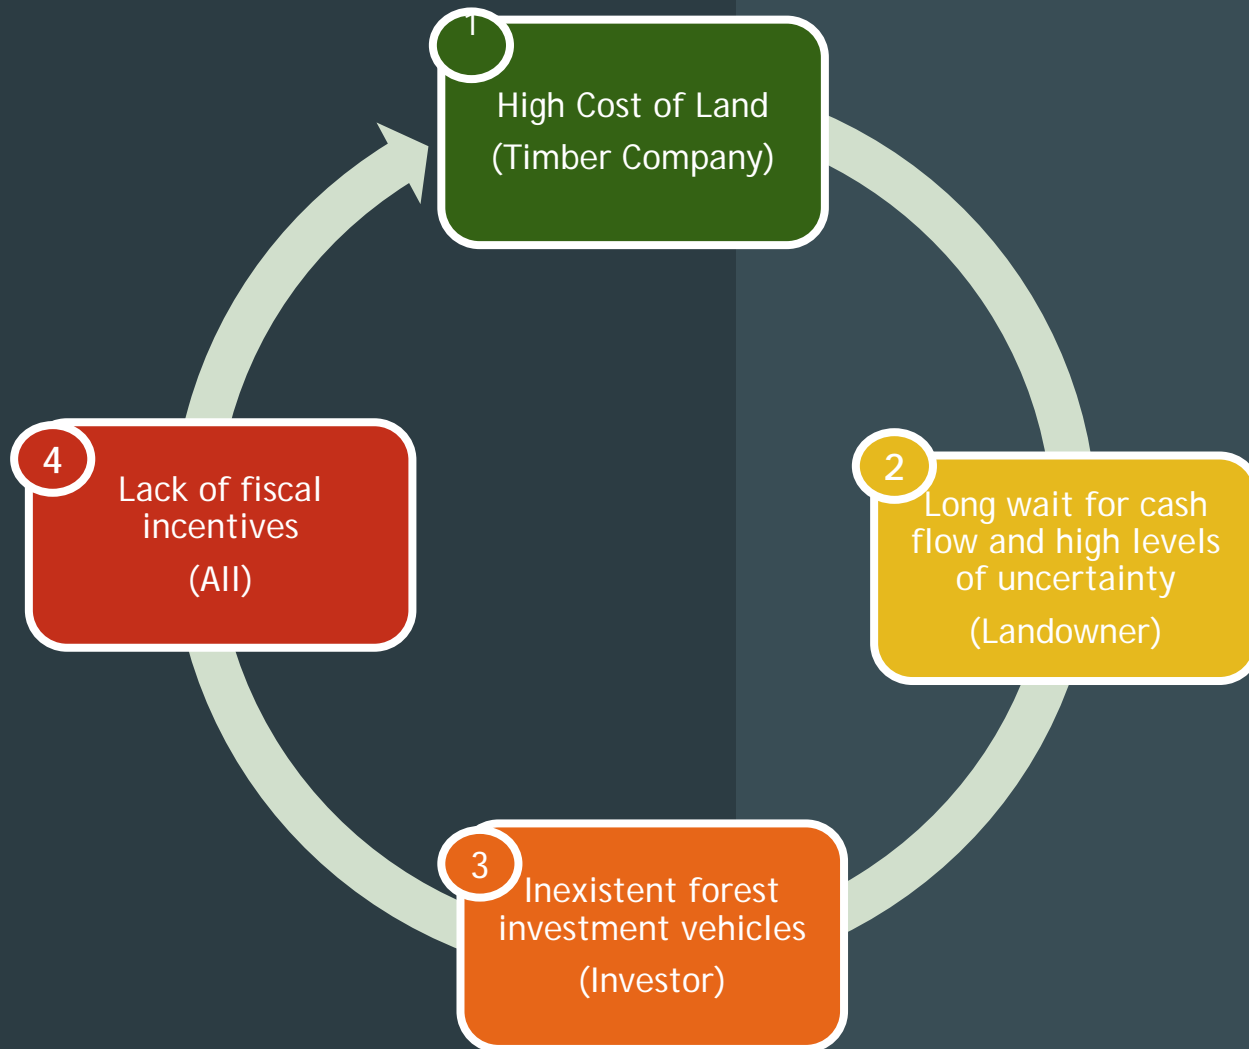 1
High Cost of Land
(Timber Company)
2
Long wait for cash
flow and high levels
of uncertainty
(Landowner)
3
Inexistent forest
investment vehicles
(Investor)
4
Lack of fiscal
incentives
(All)